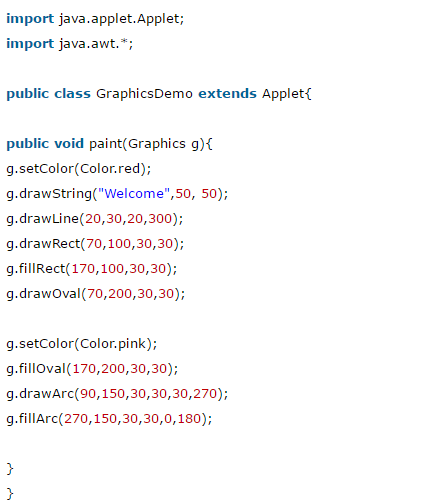 import java.applet.Applet;
import java.awt.*;
public class GraphicsDemo extends Applet{
public void paint(Graphics g){
g.setColor(Color.red);
g.drawString("Welcome",50, 50);
g.drawLine(20,30,20,300);
g.drawRect(70,100,30,30);
g.fillRect(170,100,30,30);
g.drawOval(70,200,30,30);
g.setColor(Color.pink);
g.fillOval(170,200,30,30);
g.drawArc(90,150,30,30,30,270);
g.fillArc(270,150,30,30,0,180);
}
}